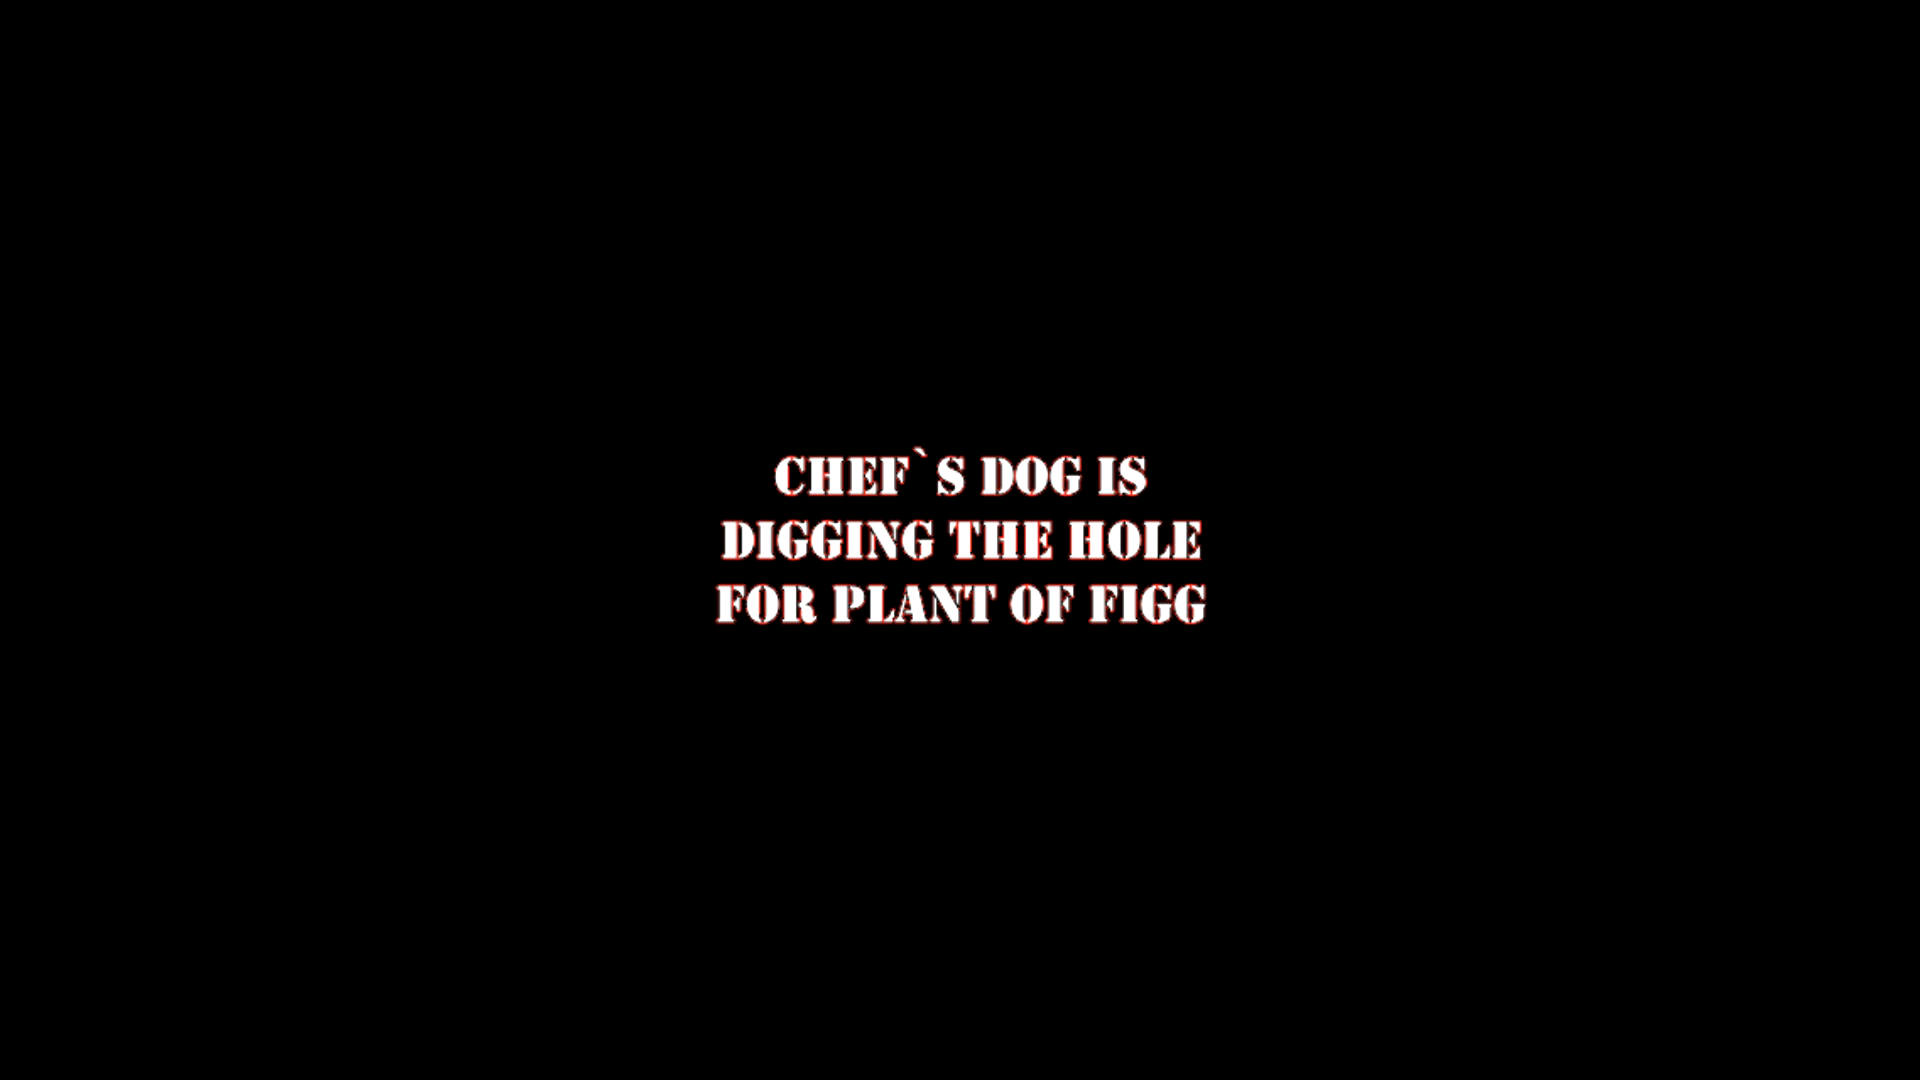 CHEF`S DOG IS
DIGGING THE HOLE
FOR PLANT OF FIGG